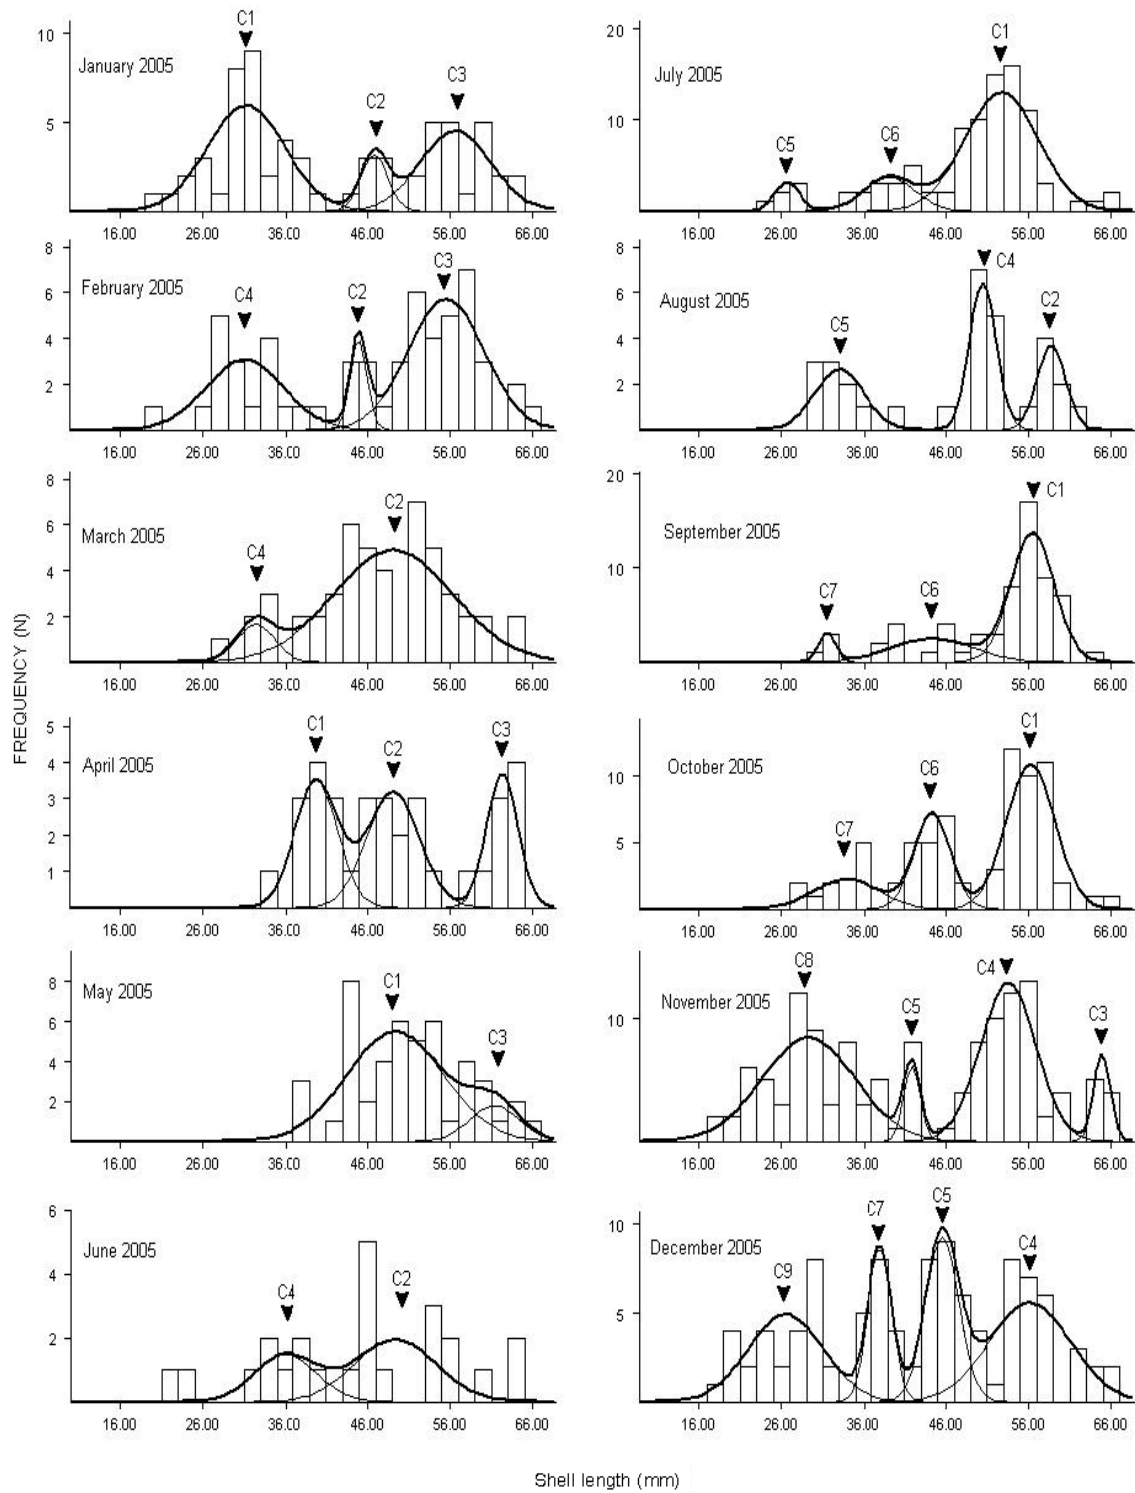 C1
10
C3
January 2005
C2
5
16.00 26.00 36.00 46.00 56.00 66.00
8
C3
February 2005
C4
C2
6
4
2
16.00 26.00 36.00 46.00 56.00 66.00
8
C2
6
March 2005
C4
4
2
16.00 26.00 36.00 46.00 56.00 66.00
FREQUENCY (N)
5
C1
C3
C2
April 2005
4
3
2
1
16.00 26.00 36.00 46.00 56.00 66.00
8
May 2005
C1
6
C3
4
2
16.00 26.00 36.00 46.00 56.00 66.00
6
June 2005
4
C4
C2
2
16.00 26.00 36.00 46.00 56.00 66.00
20
C1
July 2005
10
C5
C6
16.00 26.00 36.00 46.00 56.00 66.00
8
C4
6
August 2005
C5
C2
4
2
16.00 26.00 36.00 46.00 56.00 66.00
20
C1
September 2005
10
C7
C6
16.00 26.00 36.00 46.00 56.00 66.00
C1
October 2005
10
C6
C7
5
16.00 26.00 36.00 46.00 56.00 66.00
C8
C4
November 2005
C5
C3
10
16.00 26.00 36.00 46.00 56.00 66.00
C7
C5
10
December 2005
C9
C4
5
16.00 26.00 36.00 46.00 56.00 66.00
Shell length (mm)